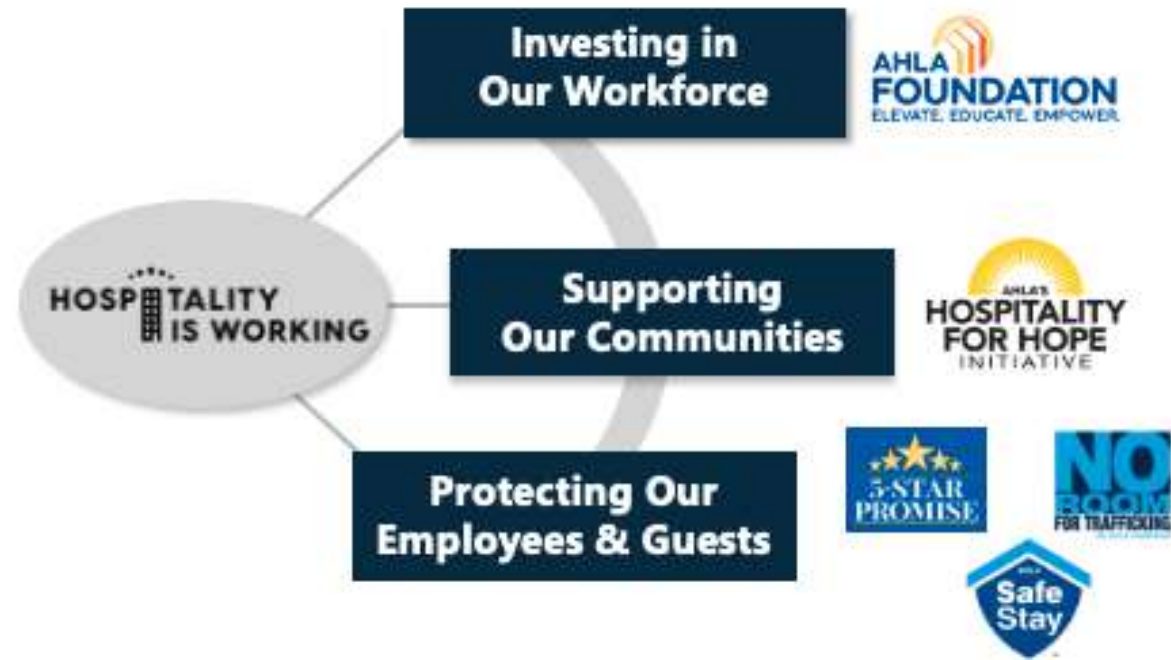 Investing in
Our Workforce
AHLA
FOUNDATION
ELEVATE. EDUCATE. EMPOWER.
HOSPITALITY
IS WORKING
Supporting
Our Communities
AHLA'S
HOSPITALITY
FOR HOPE
INITIATIVE
Protecting Our
Employees & Guests
5-STAR
PROMISE
NO
ROOM
FOR TRAFFICKING
Safe
Stay